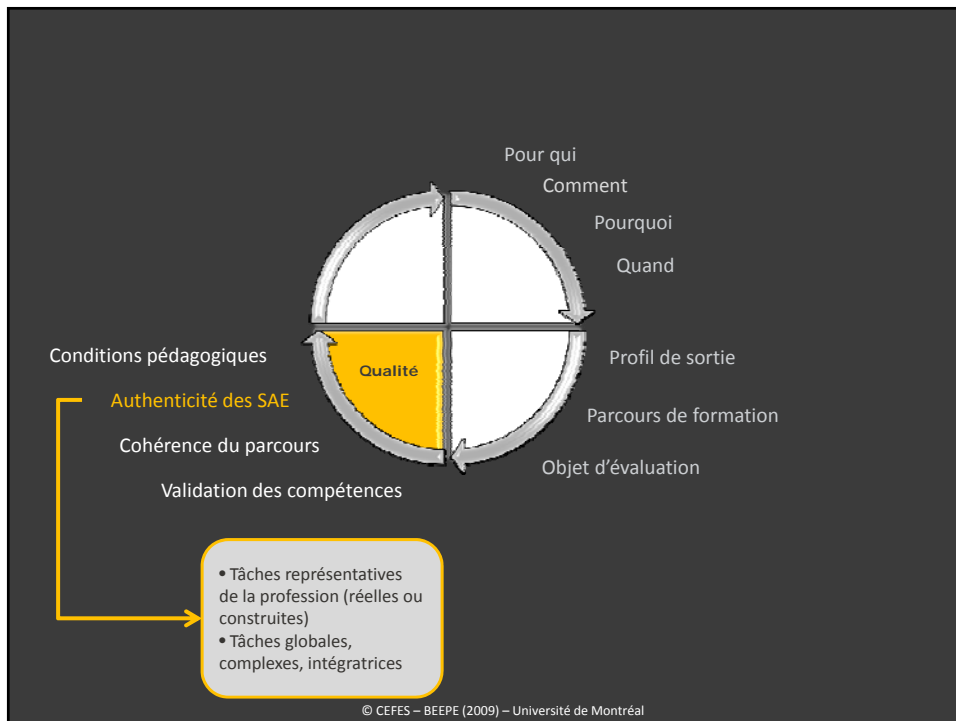 Pour qui
Comment
Pourquoi
Quand
Profil de sortie
Parcours de formation
Objet d’évaluation
Qualité
Conditions pédagogiques
Authenticité des SAE
Cohérence du parcours
Validation des compétences
• Tâches représentatives
de la profession (réelles ou
construites)
• Tâches globales,
complexes, intégratrices
© CEFES – BEEPE (2009) – Université de Montréal